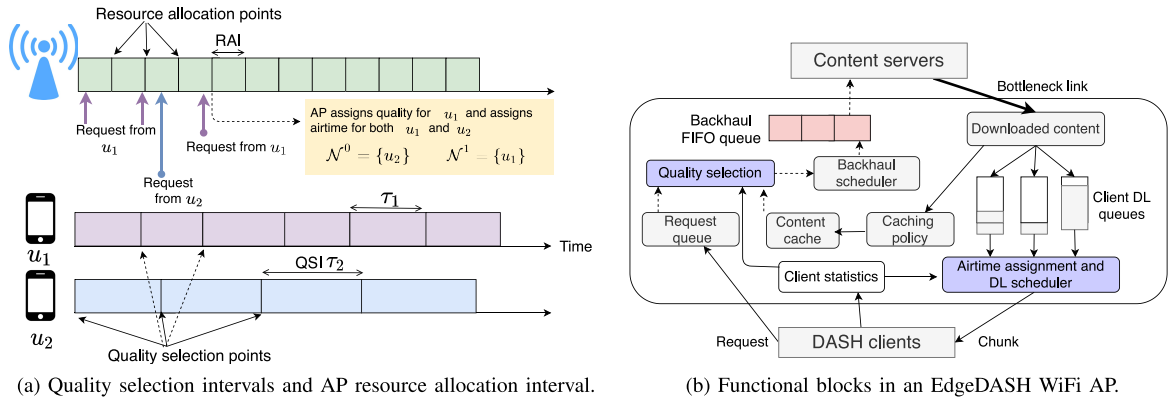 Resource allocation points
RAI
Request from
u₁
Request
from u₂
Request from u₁
AP assigns quality for u₁ and assigns
airtime for both u₁ and u₂
𝒩⁰ = {u₂} 𝒩¹ = {u₁}
τ₁
u₁
Time
QSI τ₂
u₂
Quality selection points
(a) Quality selection intervals and AP resource allocation interval.
Content servers
Bottleneck link
Backhaul
FIFO queue
Downloaded content
Quality selection
Backhaul
scheduler
Client DL
queues
Request
queue
Content
cache
Caching
policy
Client statistics
Airtime assignment and
DL scheduler
Request
DASH clients
Chunk
(b) Functional blocks in an EdgeDASH WiFi AP.